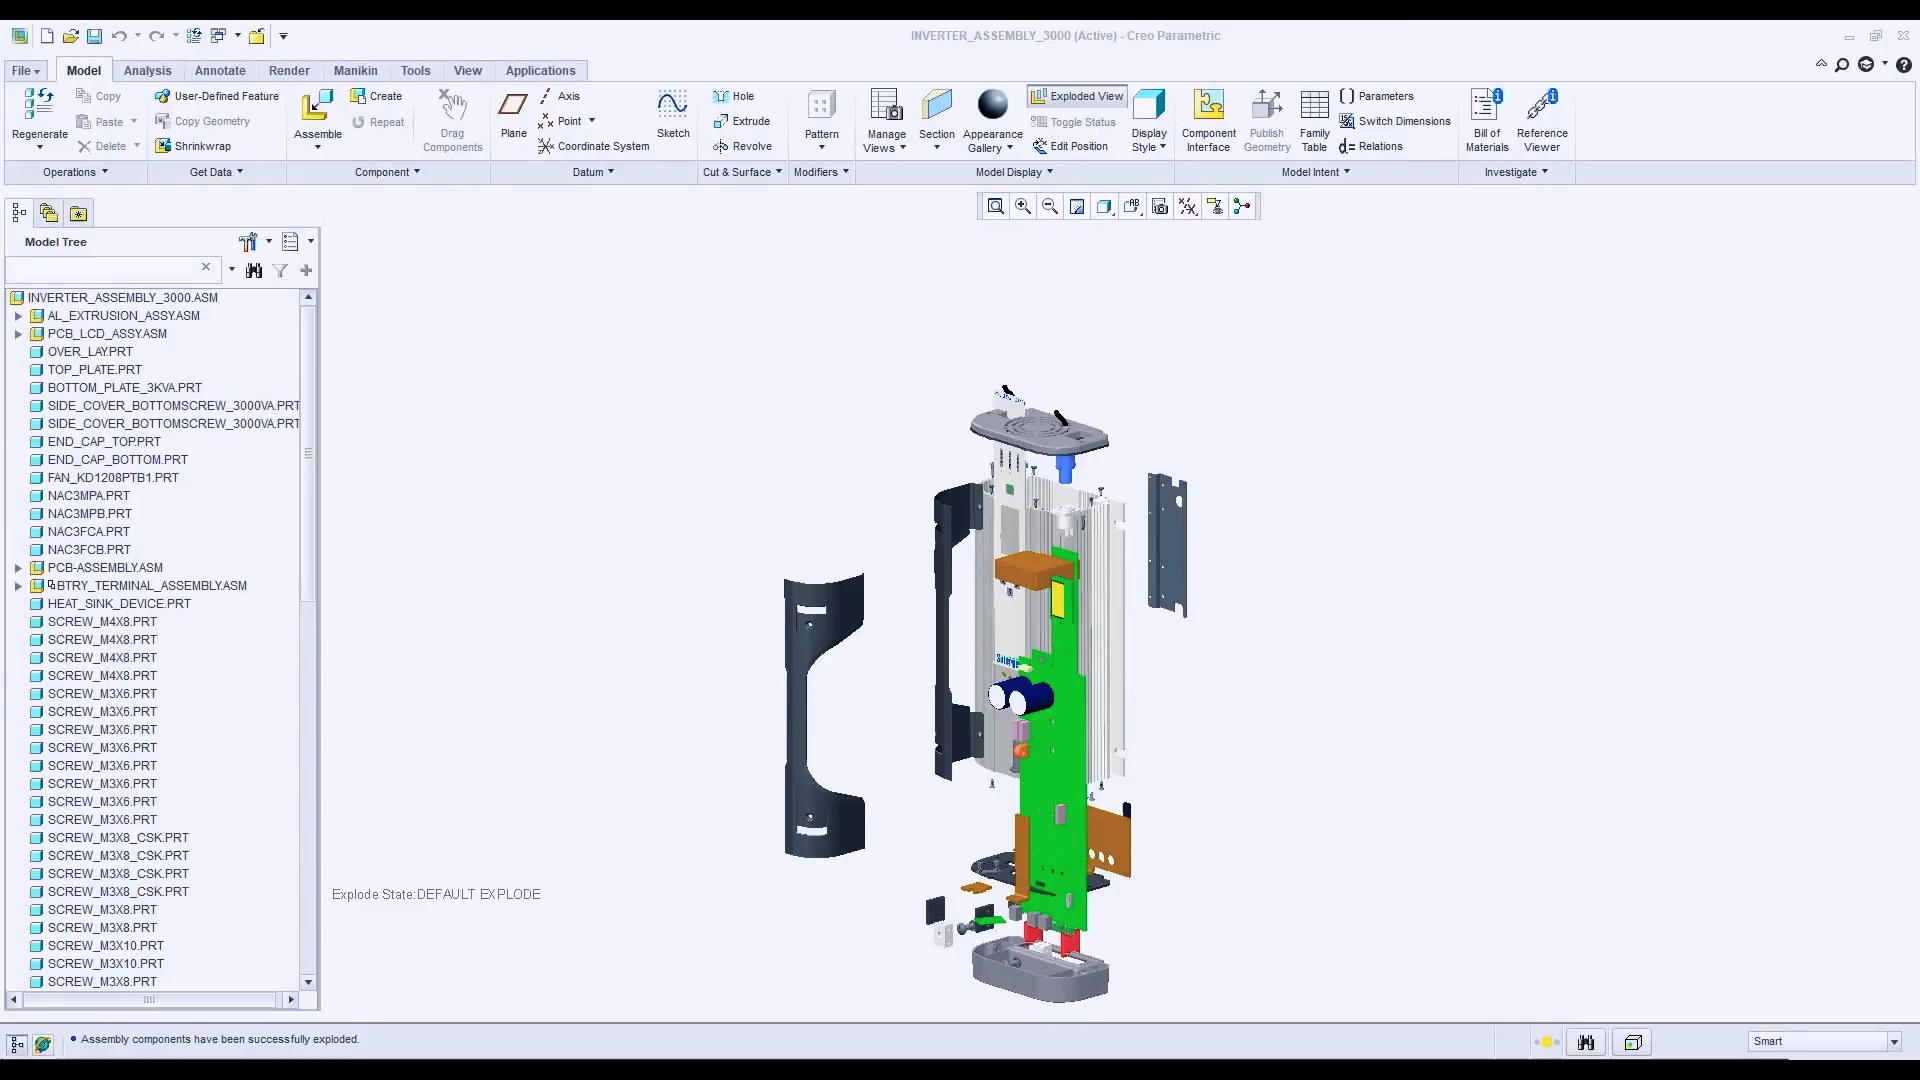 INVERTER_ASSEMBLY_3000 (Active) - Creo Parametric
File
Model
Analysis
Annotate
Render
Manikin
Tools
View
Applications
Regenerate
Copy
Paste
Delete
User-Defined Feature
Copy Geometry
Shrinkwrap
Assemble
Create
Repeat
Drag
Components
Plane
Axis
Point
Coordinate System
Sketch
Hole
Extrude
Revolve
Pattern
Manage
Views
Section
Appearance
Gallery
Exploded View
Toggle Status
Edit Position
Display
Style
Component
Interface
Publish
Geometry
Family
Table
Parameters
Switch Dimensions
Relations
Bill of
Materials
Reference
Viewer
Operations
Get Data
Component
Datum
Cut & Surface
Modifiers
Model Display
Model Intent
Investigate
Model Tree
INVERTER_ASSEMBLY_3000.ASM
AL_EXTRUSION_ASSY.ASM
PCB_LCD_ASSY.ASM
OVER_LAY.PRT
TOP_PLATE.PRT
BOTTOM_PLATE_3KVA.PRT
SIDE_COVER_BOTTOMSCREW_3000VA.PRT
SIDE_COVER_BOTTOMSCREW_3000VA.PRT
END_CAP_TOP.PRT
END_CAP_BOTTOM.PRT
FAN_KD1208PTB1.PRT
NAC3MPA.PRT
NAC3MPB.PRT
NAC3FCA.PRT
NAC3FCB.PRT
PCB-ASSEMBLY.ASM
BTRY_TERMINAL_ASSEMBLY.ASM
HEAT_SINK_DEVICE.PRT
SCREW_M4X8.PRT
SCREW_M4X8.PRT
SCREW_M4X8.PRT
SCREW_M4X8.PRT
SCREW_M3X6.PRT
SCREW_M3X6.PRT
SCREW_M3X6.PRT
SCREW_M3X6.PRT
SCREW_M3X6.PRT
SCREW_M3X6.PRT
SCREW_M3X6.PRT
SCREW_M3X6.PRT
SCREW_M3X8_CSK.PRT
SCREW_M3X8_CSK.PRT
SCREW_M3X8_CSK.PRT
SCREW_M3X8_CSK.PRT
SCREW_M3X8.PRT
SCREW_M3X8.PRT
SCREW_M3X10.PRT
SCREW_M3X10.PRT
SCREW_M3X8.PRT
Explode State:DEFAULT EXPLODE
Assembly components have been successfully exploded.
Smart